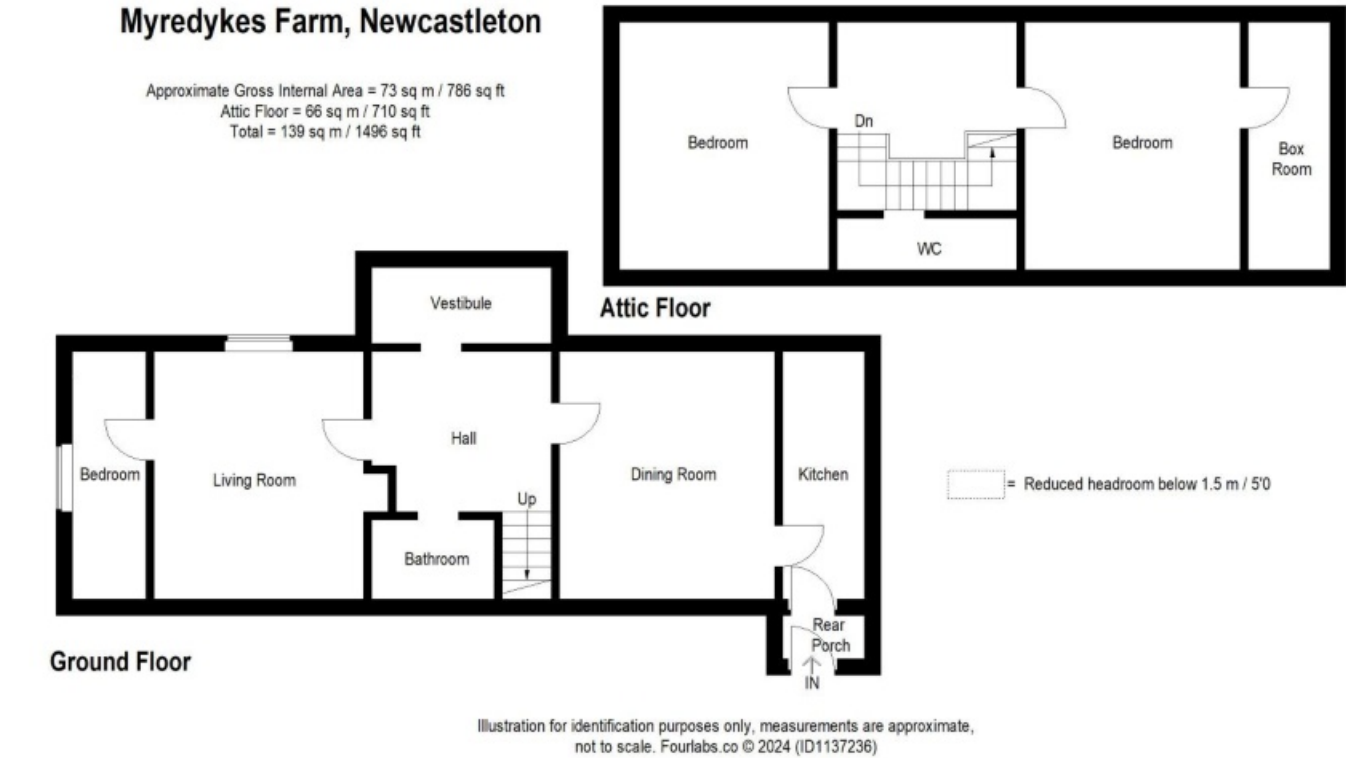 Myredykes Farm, Newcastleton
Approximate Gross Internal Area = 73 sq m / 786 sq ft
Attic Floor = 66 sq m / 710 sq ft
Total = 139 sq m / 1496 sq ft
Bedroom
Dn
WC
Bedroom
Box
Room
Attic Floor
Vestibule
Bedroom
Living Room
Hall
Up
Bathroom
Dining Room
Kitchen
Rear
Porch
IN
Ground Floor
= Reduced headroom below 1.5 m / 5'0
Illustration for identification purposes only, measurements are approximate,
not to scale. Fourlabs.co © 2024 (ID1137236)